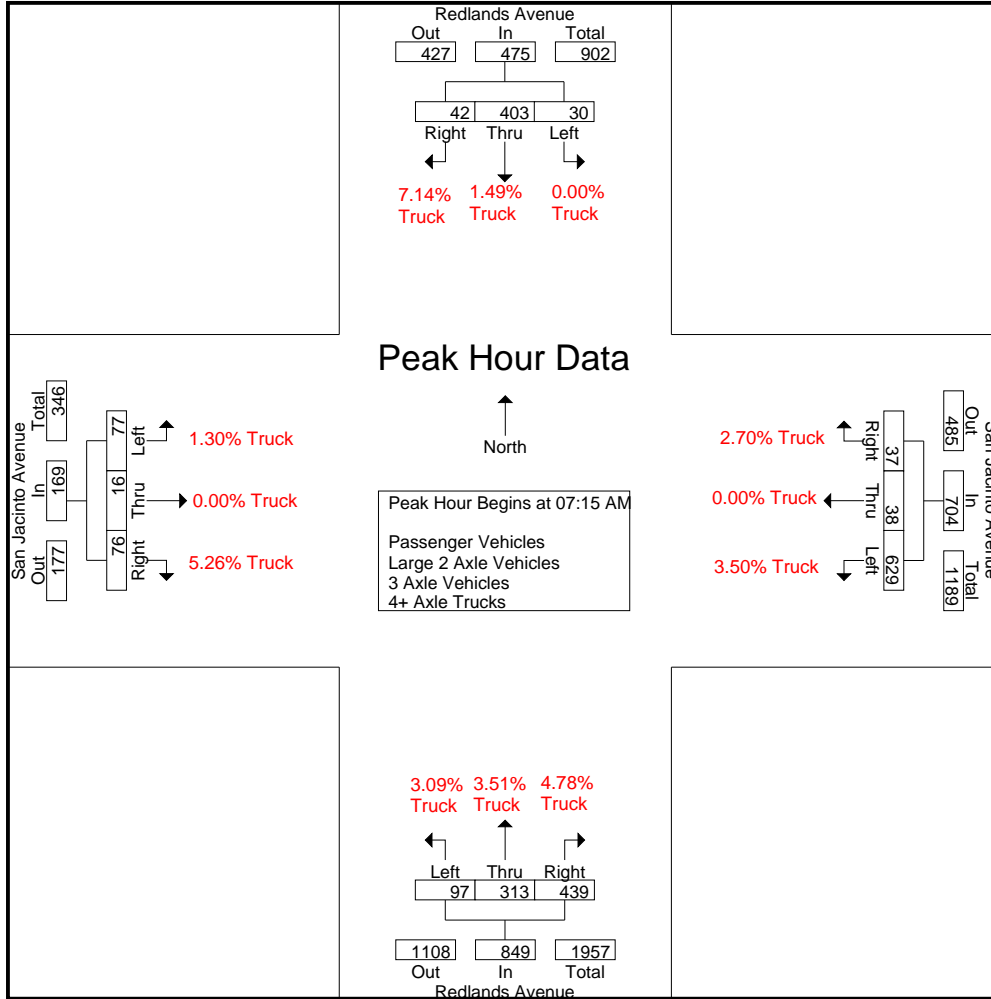 Redlands Avenue
Out In Total
427 475 902
42 403 30
Right Thru Left
7.14% Truck
1.49% Truck
0.00% Truck
Peak Hour Data
North
Peak Hour Begins at 07:15 AM
Passenger Vehicles
Large 2 Axle Vehicles
3 Axle Vehicles
4+ Axle Trucks
San Jacinto Avenue
Total In Out
346 169 177
77 16 76
Left Thru Right
1.30% Truck
0.00% Truck
5.26% Truck
2.70% Truck
0.00% Truck
3.50% Truck
Right Thru Left
37 38 629
485 704 1189
Out In Total
San Jacinto Avenue
3.09% Truck
3.51% Truck
4.78% Truck
Left Thru Right
97 313 439
1108 849 1957
Out In Total
Redlands Avenue